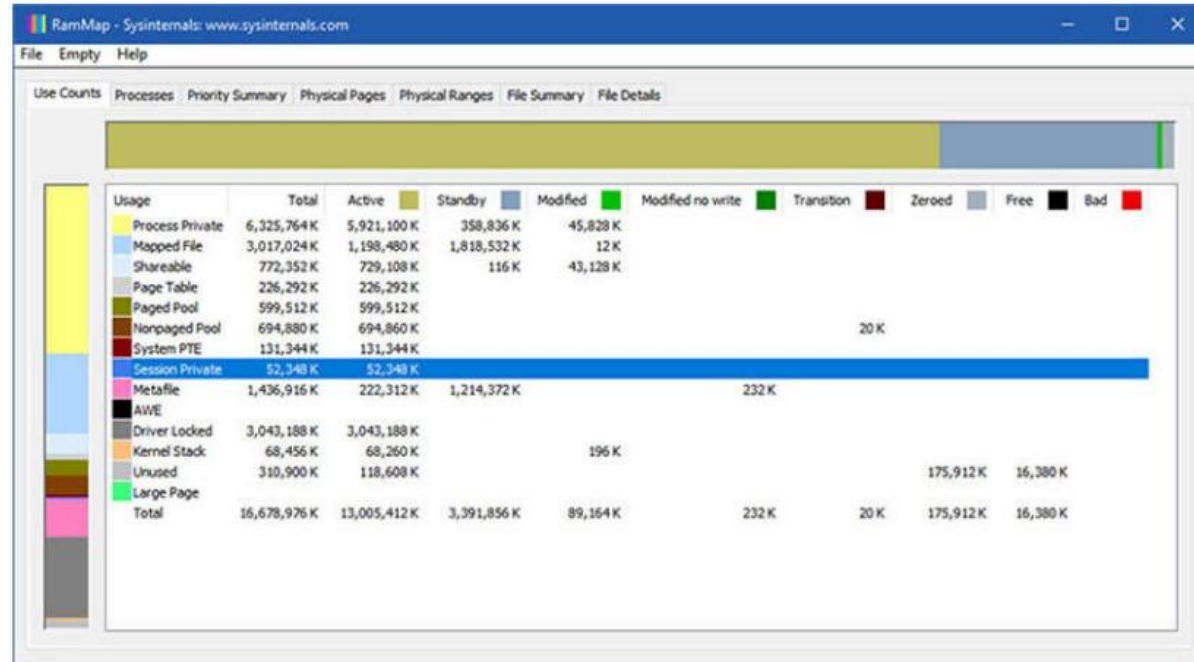 RamMap - Sysinternals: www.sysinternals.com
File Empty Help
Use Counts Processes Priority Summary Physical Pages Physical Ranges File Summary File Details
Usage Total Active Standby Modified Modified no write Transition Zeroed Free Bad
Process Private 6,325,764 K 5,921,100 K 358,836 K 45,828 K
Mapped File 3,017,024 K 1,198,480 K 1,818,532 K 12 K
Shareable 772,352 K 729,108 K 116 K 43,128 K
Page Table 226,292 K 226,292 K
Paged Pool 599,512 K 599,512 K
Nonpaged Pool 694,880 K 694,860 K 20 K
System PTE 131,344 K 131,344 K
Session Private 52,348 K 52,348 K
Metafile 1,436,916 K 222,312 K 1,214,372 K 232 K
AWE
Driver Locked 3,043,188 K 3,043,188 K
Kernel Stack 68,456 K 68,260 K 196 K
Unused 310,900 K 118,608 K 175,912 K 16,380 K
Large Page
Total 16,678,976 K 13,005,412 K 3,391,856 K 89,164 K 232 K 20 K 175,912 K 16,380 K